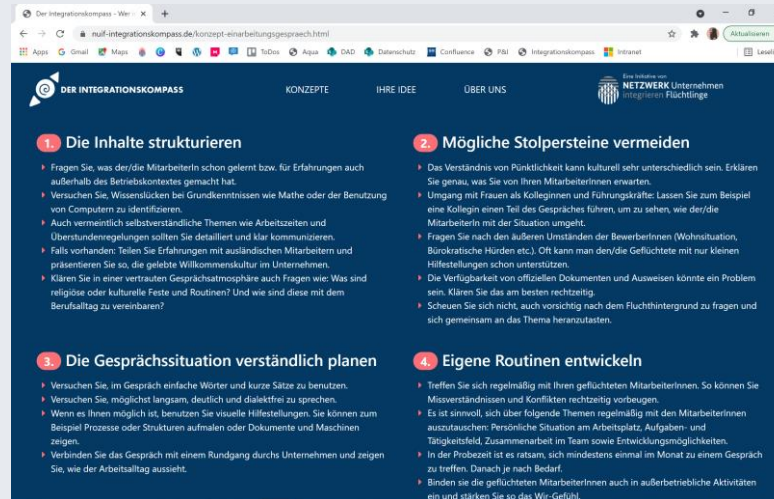 Der Integrationskompass - Wer
nuif-integrationskompass.de/konzept-einarbeitungsgespraech.html
Aktualisieren
Apps Gmail Maps ToDos Aqua DAD Datenschutz Confluence P&I Integrationskompass Intranet Leseli
DER INTEGRATIONSKOMPASS
KONZEPTE IHRE IDEE ÜBER UNS
Eine Initiative von
NETZWERK Unternehmen
integrieren Flüchtlinge
1. Die Inhalte strukturieren
Fragen Sie, was der/die MitarbeiterIn schon gelernt bzw. für Erfahrungen auch
außerhalb des Betriebskontextes gemacht hat.
Versuchen Sie, Wissenslücken bei Grundkenntnissen wie Mathe oder der Benutzung
von Computern zu identifizieren.
Auch vermeintlich selbstverständliche Themen wie Arbeitszeiten und
Überstundenregelungen sollten Sie detailliert und klar kommunizieren.
Falls vorhanden: Teilen Sie Erfahrungen mit ausländischen Mitarbeitern und
präsentieren Sie so, die gelebte Willkommenskultur im Unternehmen.
Klären Sie in einer vertrauten Gesprächsatmosphäre auch Fragen wie: Was sind
religiöse oder kulturelle Feste und Routinen? Und wie sind diese mit dem
Berufsalltag zu vereinbaren?
2. Mögliche Stolpersteine vermeiden
Das Verständnis von Pünktlichkeit kann kulturell sehr unterschiedlich sein. Erklären
Sie genau, was Sie von Ihren MitarbeiterInnen erwarten.
Umgang mit Frauen als Kolleginnen und Führungskräfte: Lassen Sie zum Beispiel
eine Kollegin einen Teil des Gespräches führen, um zu sehen, wie der/die
MitarbeiterIn mit der Situation umgeht.
Fragen Sie nach den äußeren Umständen der BewerberInnen (Wohnsituation,
Bürokratische Hürden etc.). Oft kann man den/die Geflüchtete mit nur kleinen
Hilfestellungen schon unterstützen.
Die Verfügbarkeit von offiziellen Dokumenten und Ausweisen könnte ein Problem
sein. Klären Sie das am besten rechtzeitig.
Scheuen Sie sich nicht, auch vorsichtig nach dem Fluchthintergrund zu fragen und
sich gemeinsam an das Thema heranzutasten.
3. Die Gesprächssituation verständlich planen
Versuchen Sie, im Gespräch einfache Wörter und kurze Sätze zu benutzen.
Versuchen Sie, möglichst langsam, deutlich und dialektfrei zu sprechen.
Wenn es Ihnen möglich ist, benutzen Sie visuelle Hilfestellungen. Sie können zum
Beispiel Prozesse oder Strukturen aufmalen oder Dokumente und Maschinen
zeigen.
Verbinden Sie das Gespräch mit einem Rundgang durchs Unternehmen und zeigen
Sie, wie der Arbeitsalltag aussieht.
4. Eigene Routinen entwickeln
Treffen Sie sich regelmäßig mit Ihren geflüchteten MitarbeiterInnen. So können Sie
Missverständnissen und Konflikten rechtzeitig vorbeugen.
Es ist sinnvoll, sich über folgende Themen regelmäßig mit den MitarbeiterInnen
auszutauschen: Persönliche Situation am Arbeitsplatz, Aufgaben- und
Tätigkeitsfeld, Zusammenarbeit im Team sowie Entwicklungsmöglichkeiten.
In der Probezeit ist es ratsam, sich mindestens einmal im Monat zu einem Gespräch
zu treffen. Danach je nach Bedarf.
Binden sie die geflüchteten MitarbeiterInnen auch in außerbetriebliche Aktivitäten
ein und stärken Sie so das Wir-Gefühl.